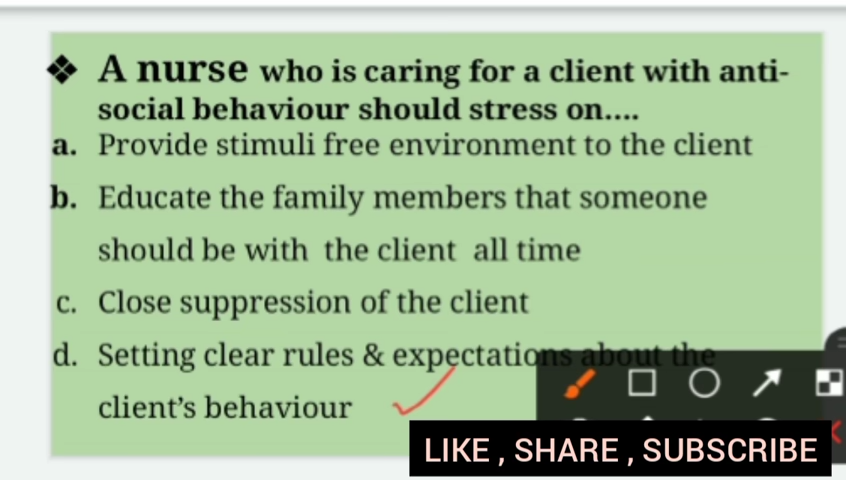 ❖ A nurse who is caring for a client with anti-
social behaviour should stress on....
a. Provide stimuli free environment to the client
b. Educate the family members that someone
should be with the client all time
c. Close suppression of the client
d. Setting clear rules & expectations about the
client's behaviour
LIKE , SHARE , SUBSCRIBE